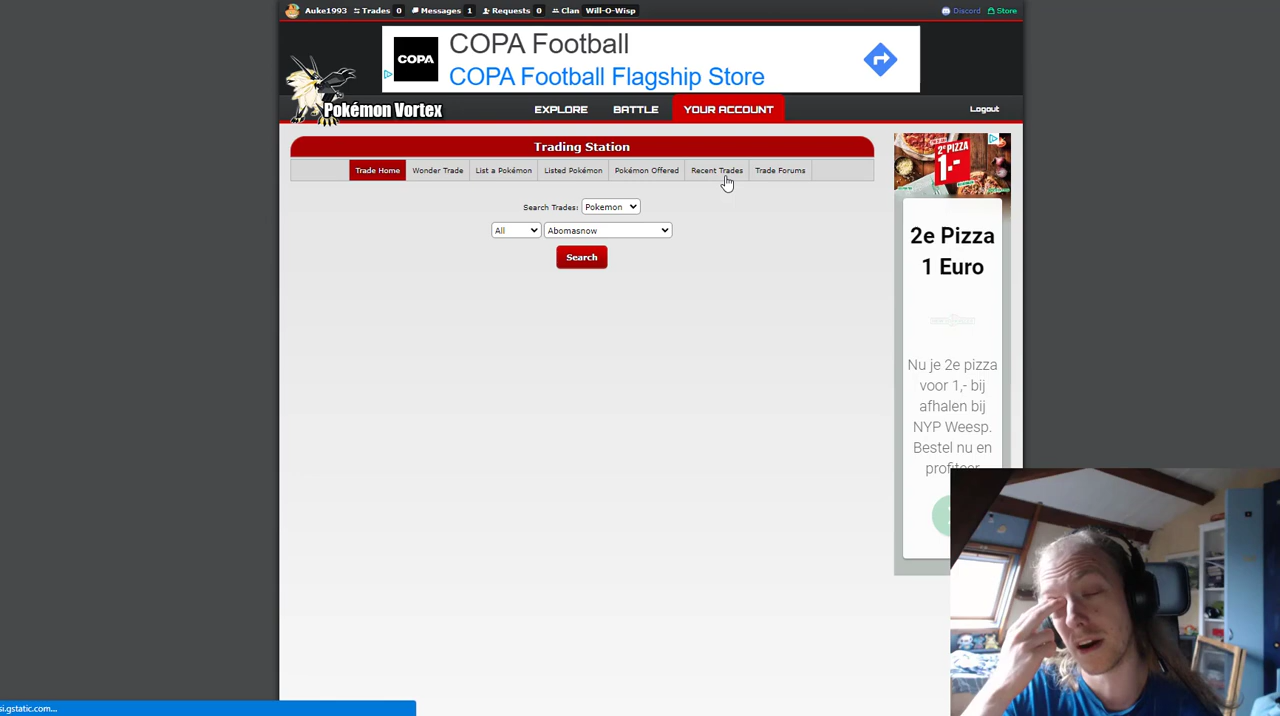 Auke1993 Trades 0 Messages 1 Requests 0 Clan Will-O-Wisp Discord Store
COPA
COPA Football
COPA Football Flagship Store
Pokémon Vortex
EXPLORE BATTLE YOUR ACCOUNT Logout
Trading Station
Trade Home Wonder Trade List a Pokémon Listed Pokémon Pokémon Offered Recent Trades Trade Forums
Search Trades: Pokemon
All Abomasnow
Search
2e PIZZA
1.-
2e Pizza
1 Euro
Nu je 2e pizza
voor 1,- bij
afhalen bij
NYP Weesp.
Bestel nu en
profiteer
si.gstatic.com...